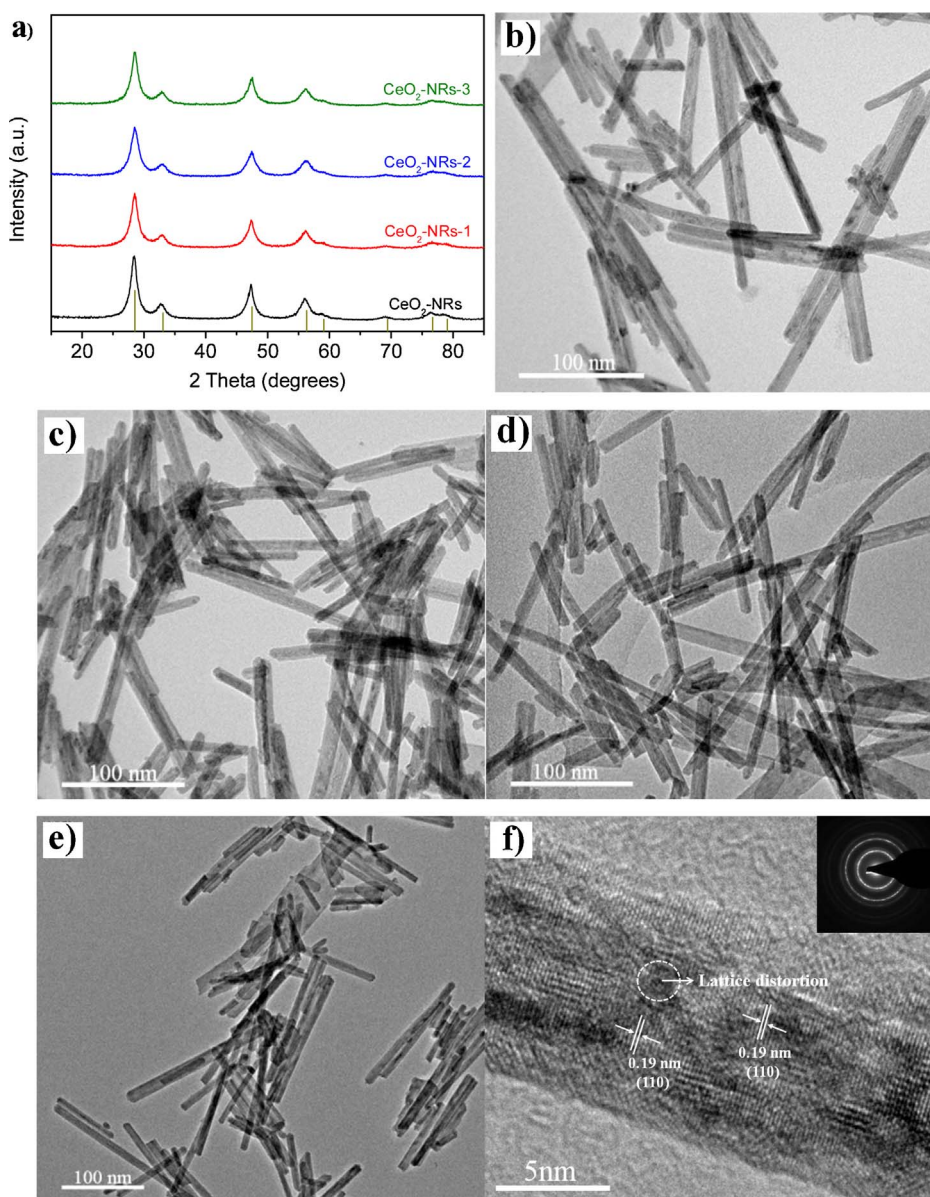 a)
Intensity (a.u.)
CeO₂-NRs-3
CeO₂-NRs-2
CeO₂-NRs-1
CeO₂-NRs
20 30 40 50 60 70 80
2 Theta (degrees)
b)
100 nm
c)
100 nm
d)
100 nm
e)
100 nm
f)
Lattice distortion
0.19 nm
(110)
0.19 nm
(110)
5nm